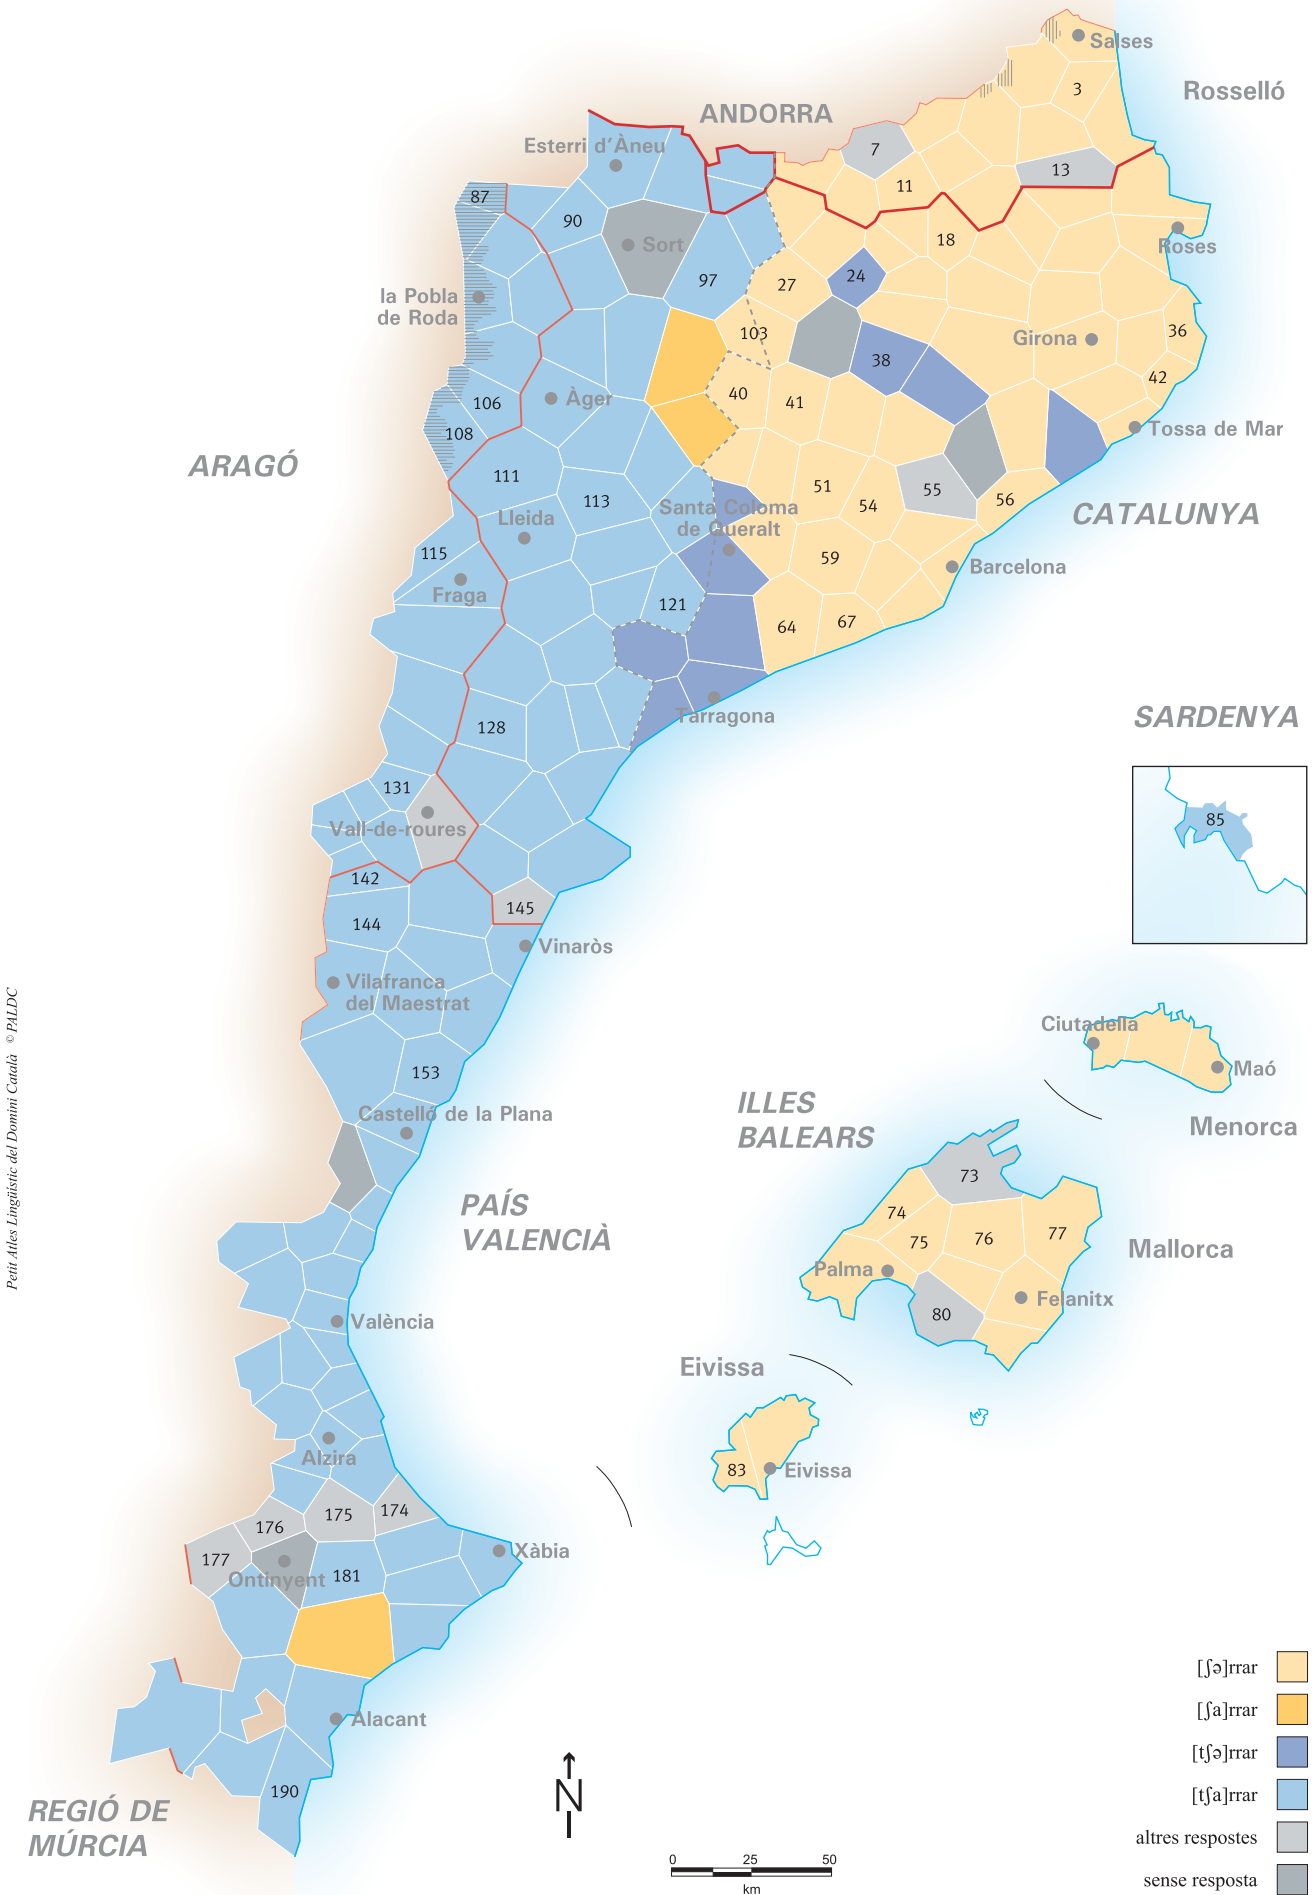 Salses
Rosselló
3
ANDORRA
Esterri d'Àneu
7
13
11
87
90
Sort
18
Roses
97
27
24
la Pobla
de Roda
103
36
Girona
38
42
40
41
Àger
106
108
Tossa de Mar
ARAGÓ
111
113
51
54
55
56
Santa Coloma
de Queralt
CATALUNYA
Lleida
115
59
Barcelona
Fraga
121
64
67
Tarragona
SARDENYA
128
131
85
Vall-de-roures
142
145
144
Vinaròs
Vilafranca
del Maestrat
Ciutadella
Maó
153
ILLES
BALEARS
Castelló de la Plana
Menorca
73
PAÍS
VALENCIÀ
74
75
76
77
Mallorca
Palma
Felanitx
80
València
Eivissa
Alzira
83
Eivissa
176
175
174
177
Ontinyent
181
Xàbia
Alacant
190
REGIÓ DE
MÚRCIA
N
0 25 50
km
[ʃə]rrar
[ʃa]rrar
[tʃə]rrar
[tʃa]rrar
altres respostes
sense resposta
Petit Atles Lingüístic del Domini Català © PALDC